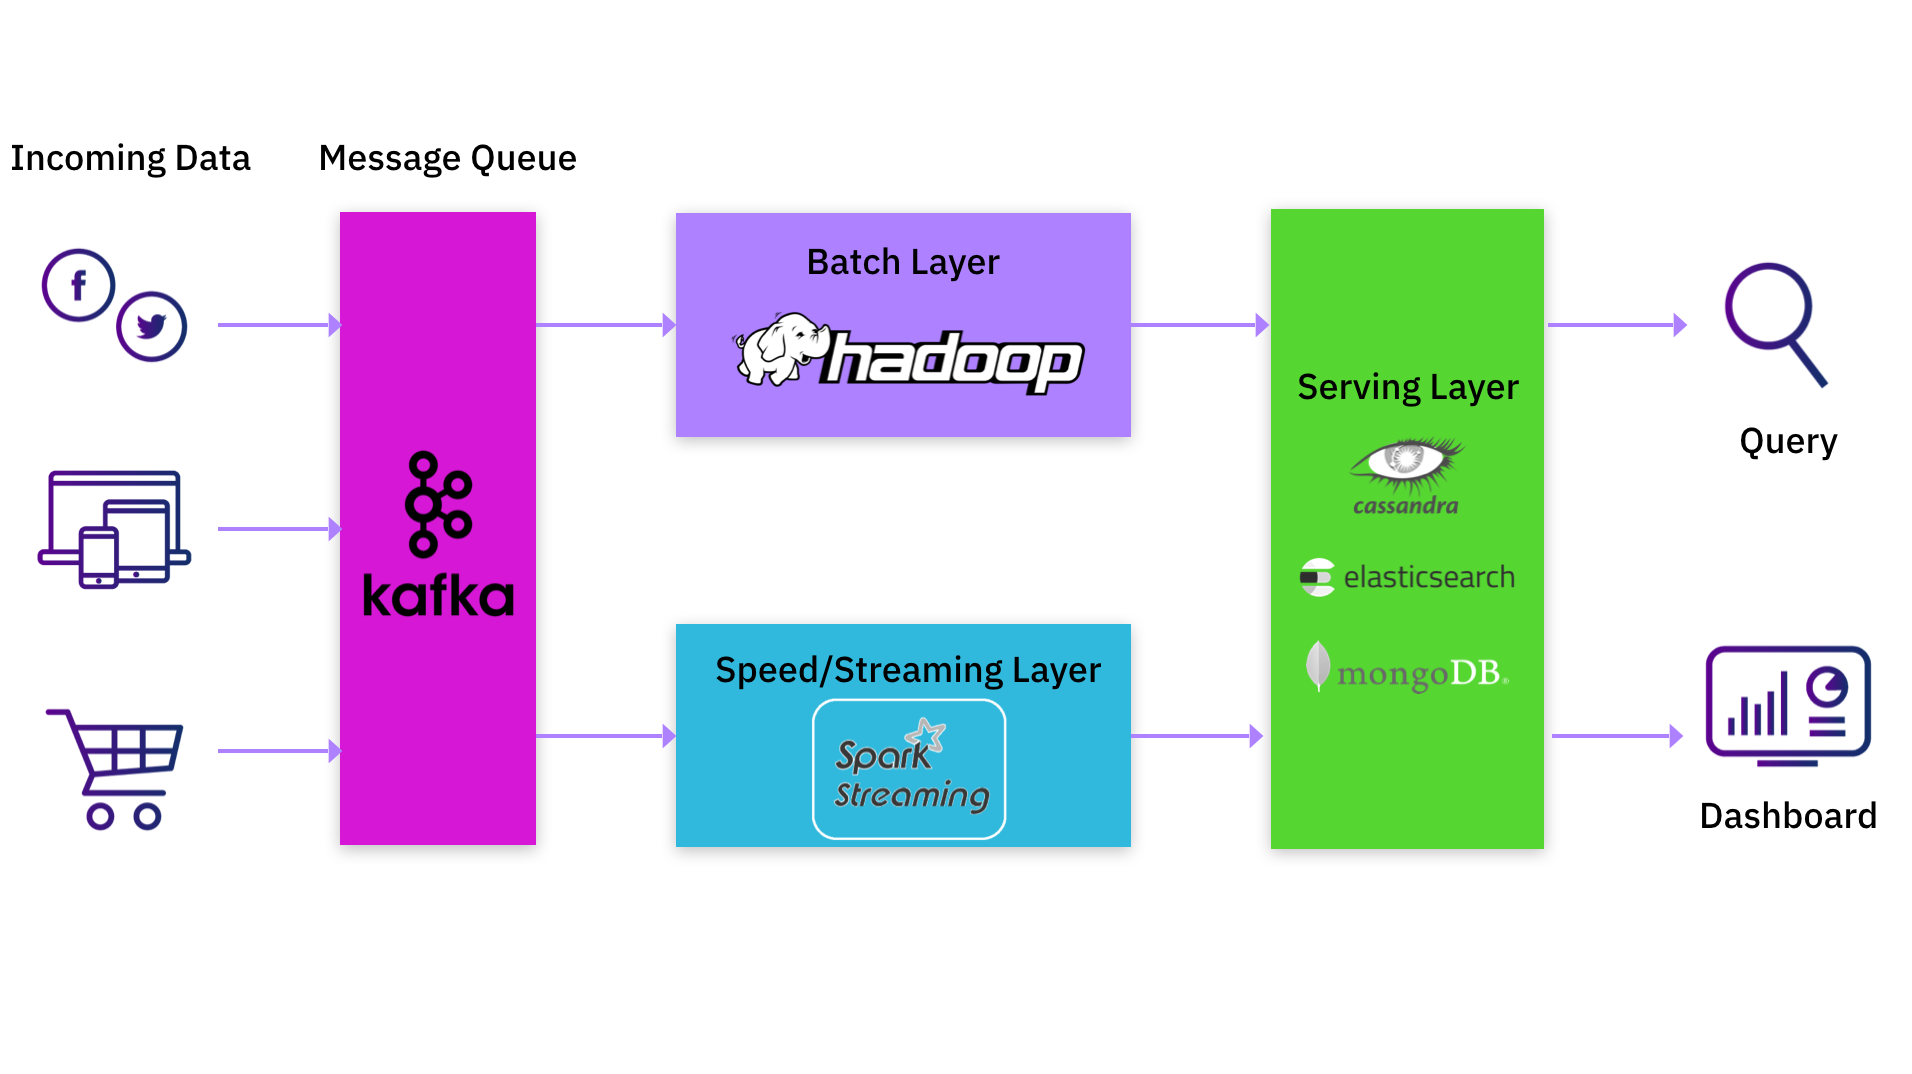 Incoming Data
Message Queue
f
kafka
Batch Layer
hadoop
Speed/Streaming Layer
Spark
Streaming
Serving Layer
cassandra
elasticsearch
mongoDB®
Query
Dashboard